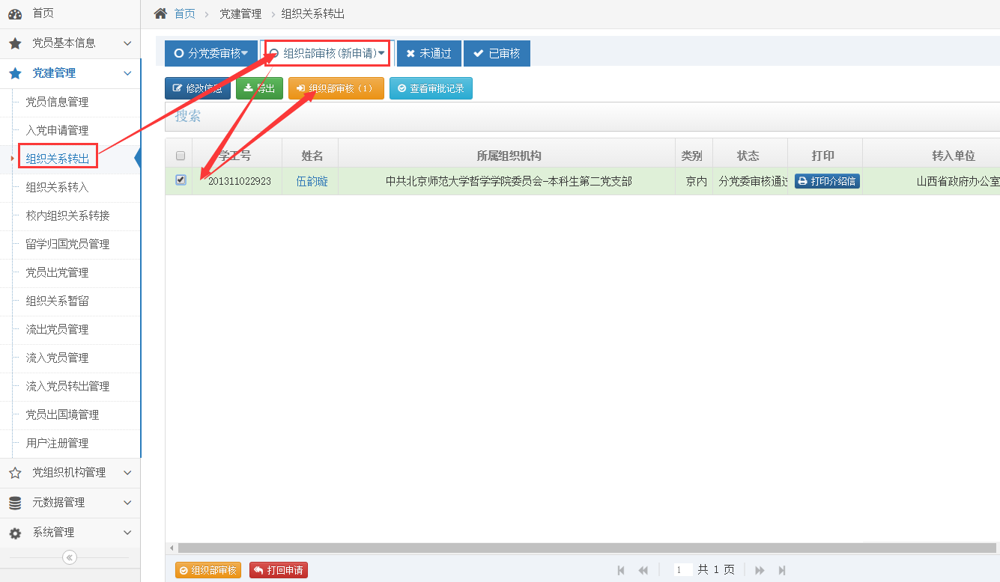 首页
党员基本信息
党建管理
党员信息管理
入党申请管理
组织关系转出
组织关系转入
校内组织关系转接
留学归国党员管理
党员出党管理
组织关系暂留
流出党员管理
流入党员管理
流入党员转出管理
党员出国境管理
用户注册管理
党组织机构管理
元数据管理
系统管理
首页 党建管理 组织关系转出
分党委审核 组织部审核(新申请) 未通过 已审核
修改信息 导出 组织部审核（1） 查看审批记录
搜索
学工号 姓名 所属组织机构 类别 状态 打印 转入单位
201311022923 伍韵璇 中共北京师范大学哲学学院委员会-本科生第二党支部 京内 分党委审核通过 打印介绍信 山西省政府办公室
组织部审核 打回申请 1 共 1 页